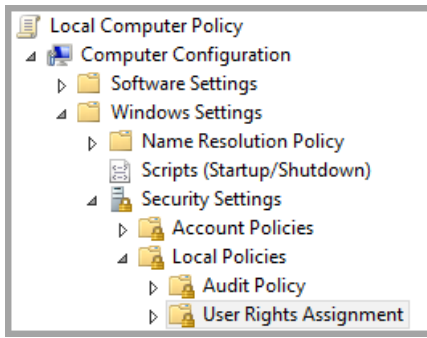 Local Computer Policy
Computer Configuration
Software Settings
Windows Settings
Name Resolution Policy
Scripts (Startup/Shutdown)
Security Settings
Account Policies
Local Policies
Audit Policy
User Rights Assignment